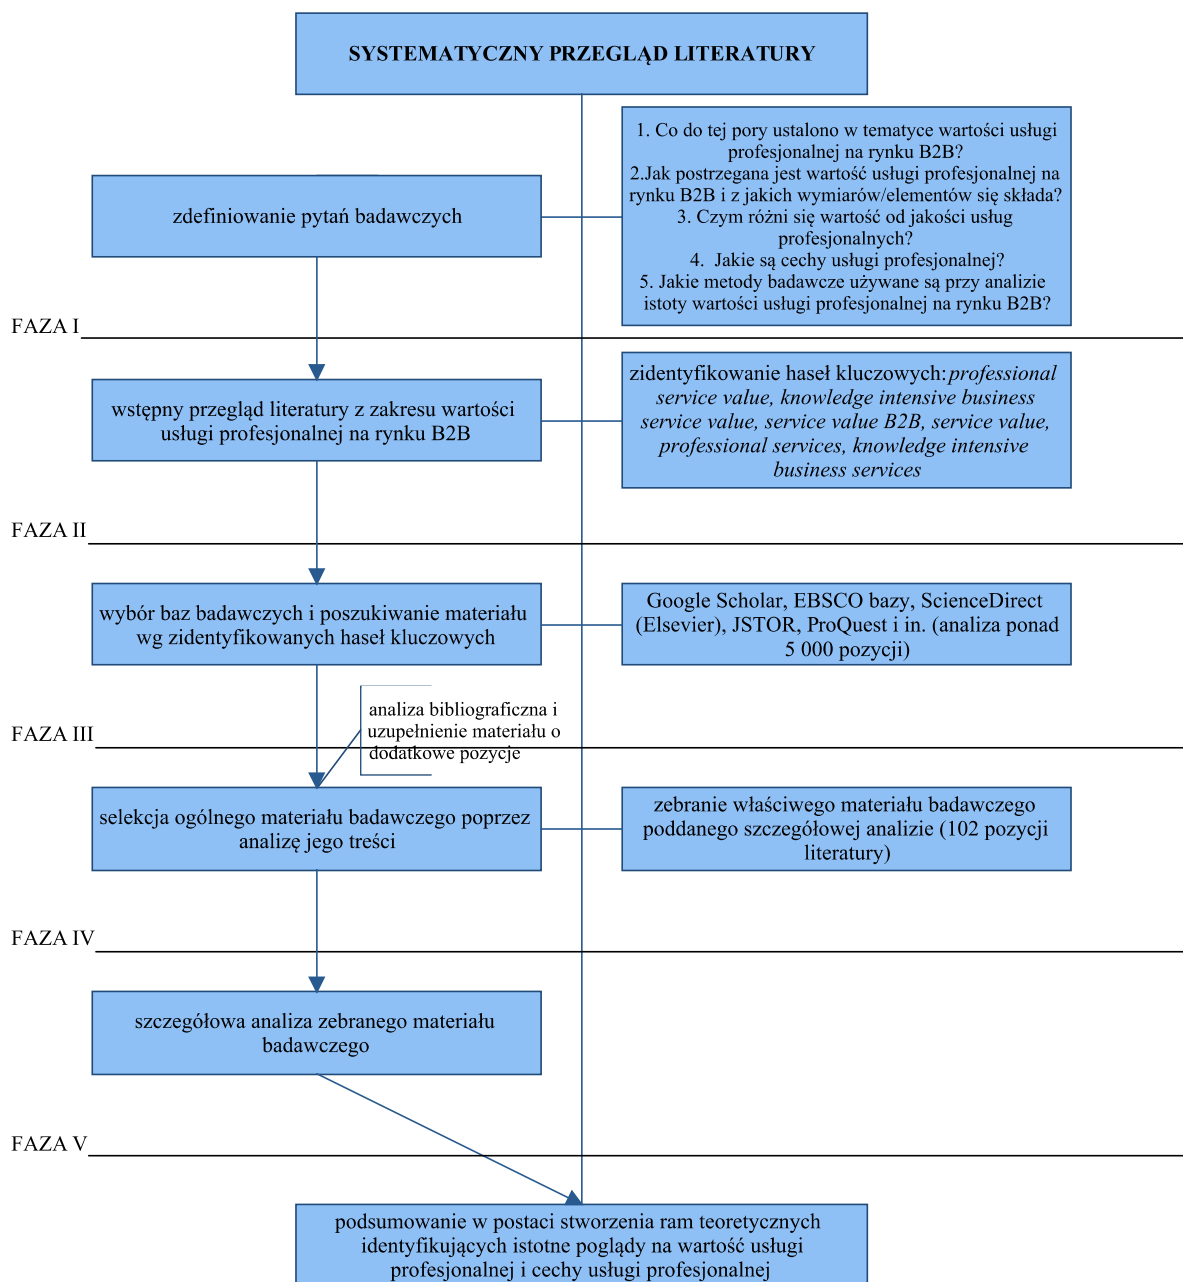 SYSTEMATYCZNY PRZEGLĄD LITERATURY
zdefiniowanie pytań badawczych
1. Co do tej pory ustalono w tematyce wartości usługi
profesjonalnej na rynku B2B?
2.Jak postrzegana jest wartość usługi profesjonalnej na
rynku B2B i z jakich wymiarów/elementów się składa?
3. Czym różni się wartość od jakości usług
profesjonalnych?
4. Jakie są cechy usługi profesjonalnej?
5. Jakie metody badawcze używane są przy analizie
istoty wartości usługi profesjonalnej na rynku B2B?
FAZA I
wstępny przegląd literatury z zakresu wartości
usługi profesjonalnej na rynku B2B
zidentyfikowanie haseł kluczowych: professional
service value, knowledge intensive business
service value, service value B2B, service value,
professional services, knowledge intensive
business services
FAZA II
wybór baz badawczych i poszukiwanie materiału
wg zidentyfikowanych haseł kluczowych
Google Scholar, EBSCO bazy, ScienceDirect
(Elsevier), JSTOR, ProQuest i in. (analiza ponad
5 000 pozycji)
analiza bibliograficzna i
uzupełnienie materiału o
dodatkowe pozycje
FAZA III
selekcja ogólnego materiału badawczego poprzez
analizę jego treści
zebranie właściwego materiału badawczego
poddanego szczegółowej analizie (102 pozycji
literatury)
FAZA IV
szczegółowa analiza zebranego materiału
badawczego
FAZA V
podsumowanie w postaci stworzenia ram teoretycznych
identyfikujących istotne poglądy na wartość usługi
profesjonalnej i cechy usługi profesjonalnej